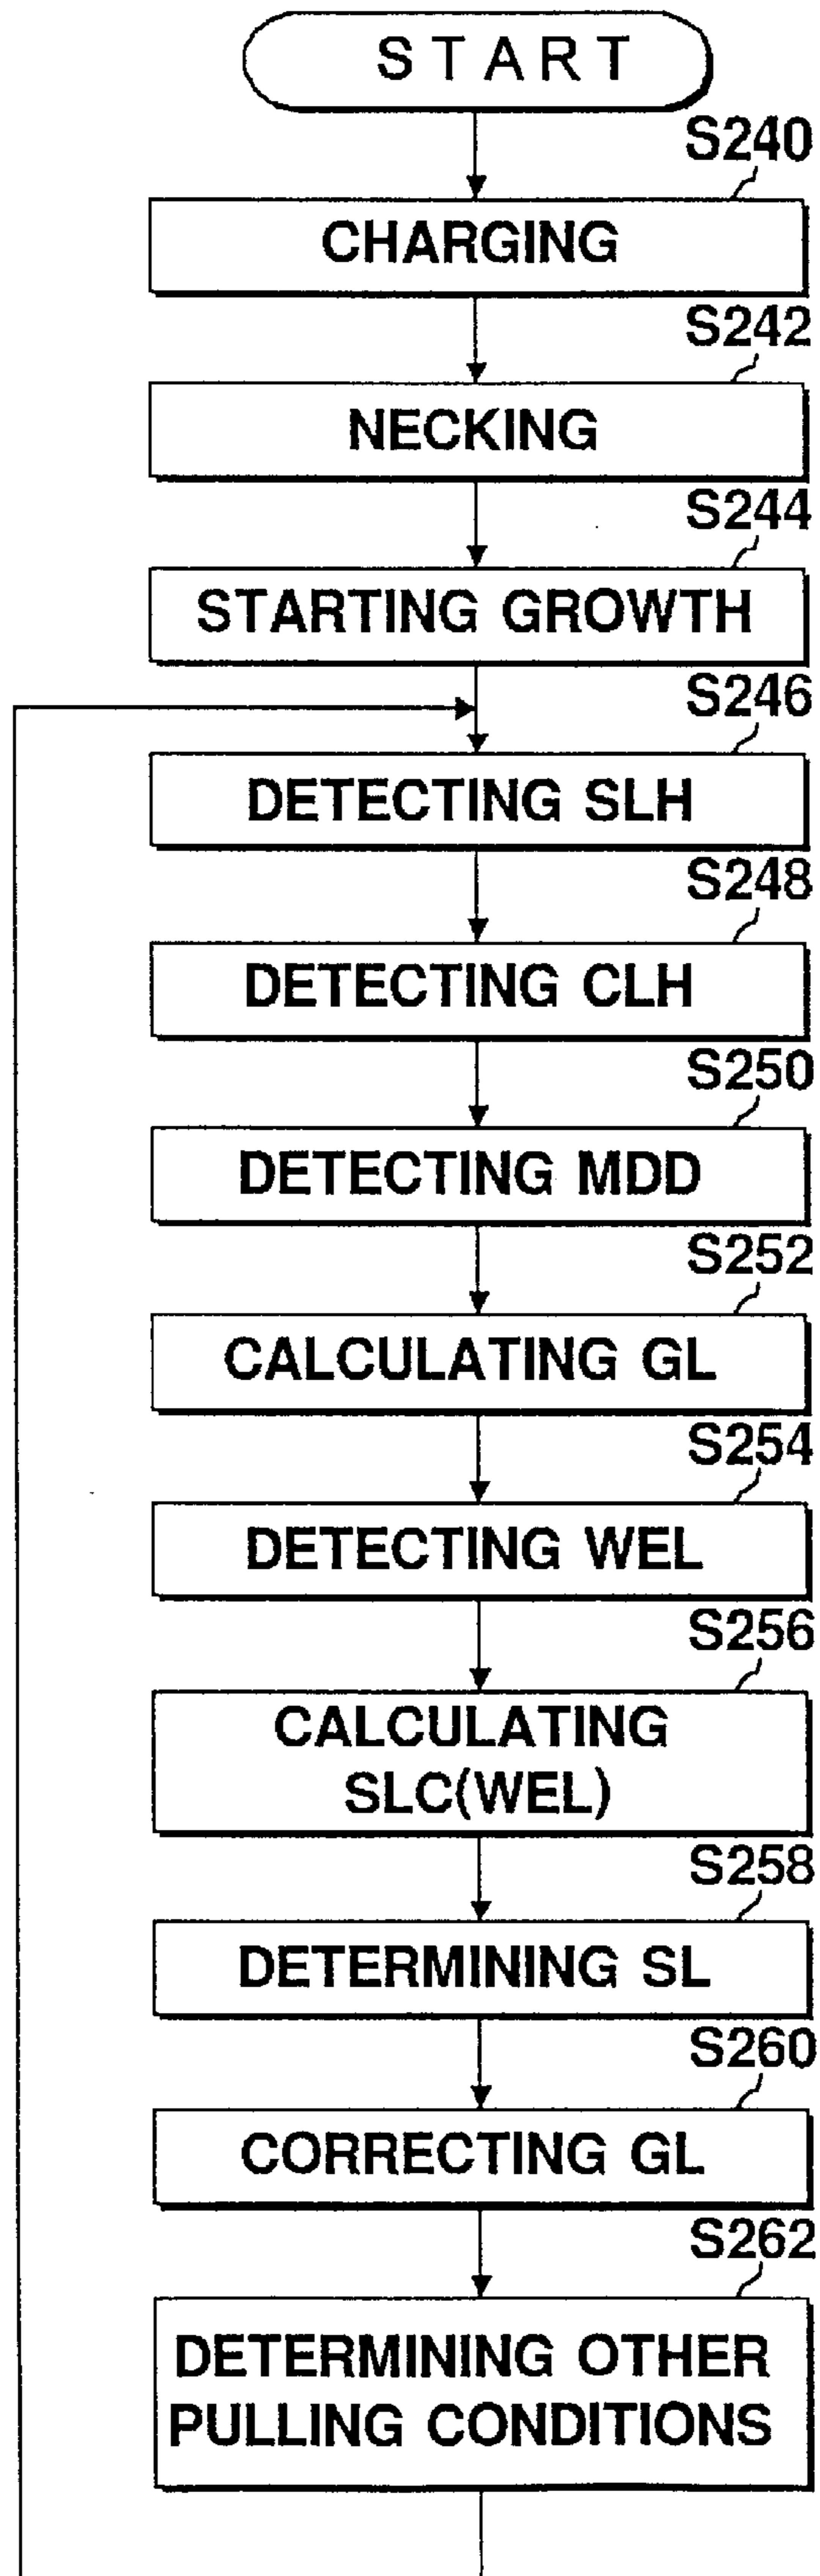 START
S240
CHARGING
S242
NECKING
S244
STARTING GROWTH
S246
DETECTING SLH
S248
DETECTING CLH
S250
DETECTING MDD
S252
CALCULATING GL
S254
DETECTING WEL
S256
CALCULATING
SLC(WEL)
S258
DETERMINING SL
S260
CORRECTING GL
S262
DETERMINING OTHER
PULLING CONDITIONS